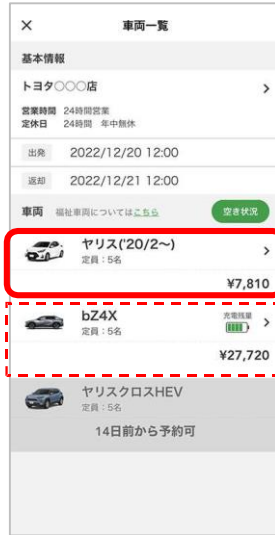 × 車両一覧
基本情報
トヨタ○○○店
営業時間 24時間営業
定休日 24時間 年中無休
出発 2022/12/20 12:00
返却 2022/12/21 12:00
車両 福祉車両についてはこちら 空き状況
ヤリス('20/2~)
定員:5名
¥7,810
bZ4X 充電残量
定員:5名
¥27,720
ヤリスクロスHEV
定員:5名
14日前から予約可